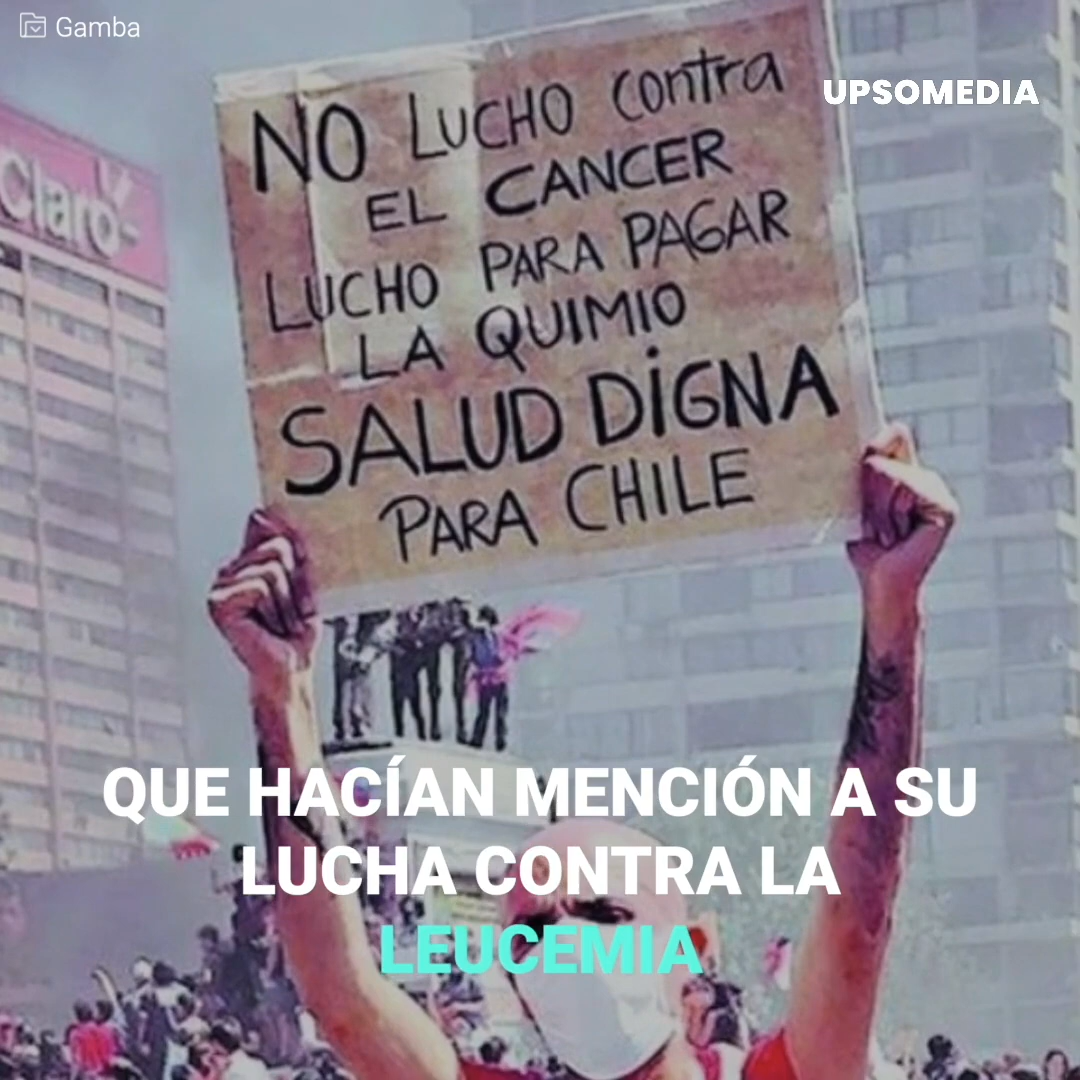 Gamba
UPSOMEDIA
Claro
NO LUCHO contra
EL CANCER
LUCHO PARA PAGAR
LA QUIMIO
SALUD DIGNA
PARA CHILE
QUE HACÍAN MENCIÓN A SU
LUCHA CONTRA LA
LEUCEMIA